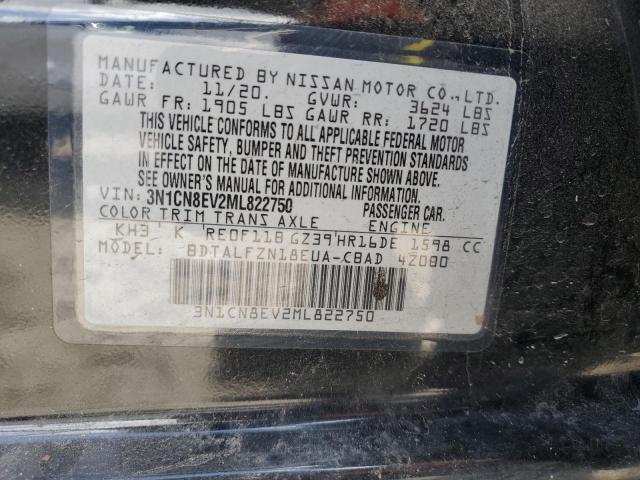 MANUFACTURED BY NISSAN MOTOR CO., LTD.
DATE: 11/20. GVWR: 3624 LBS
GAWR FR: 1905 LBS GAWR RR: 1720 LBS
THIS VEHICLE CONFORMS TO ALL APPLICABLE FEDERAL MOTOR
VEHICLE SAFETY, BUMPER AND THEFT PREVENTION STANDARDS
IN EFFECT ON THE DATE OF MANUFACTURE SHOWN ABOVE.
SEE OWNER'S MANUAL FOR ADDITIONAL INFORMATION.
VIN: 3N1CN8EV2ML822750 PASSENGER CAR.
COLOR TRIM TRANS AXLE ENGINE
KH3 K RE0F11B GZ39 HR16DE 1598 CC
MODEL: BDTALFZN18EUA-CBAD 4Z080
3N1CN8EV2ML822750